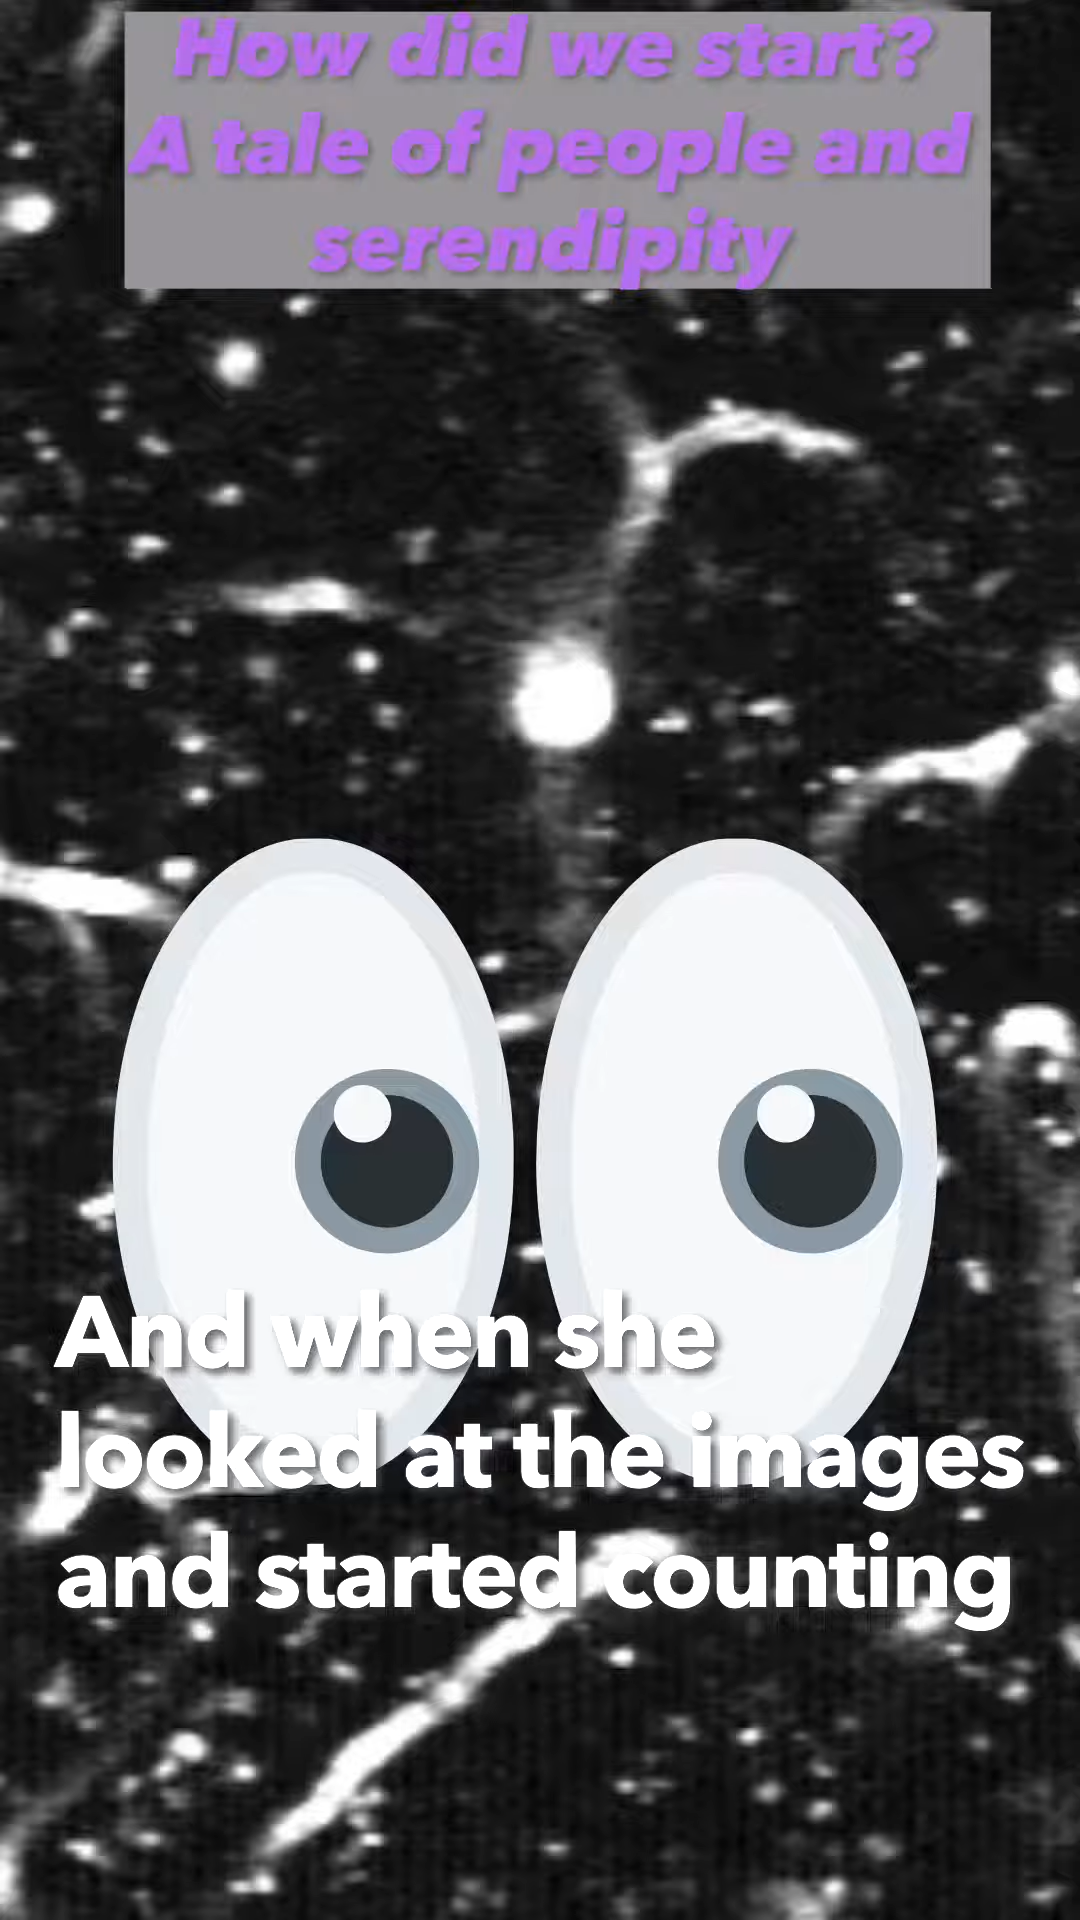 How did we start?
A tale of people and
serendipity
And when she
looked at the images
and started counting